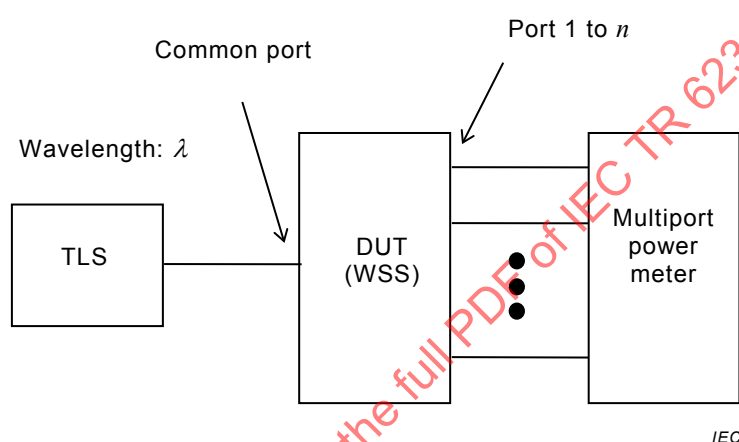 Port 1 to n
Common port
Wavelength: λ
TLS
DUT
(WSS)
Multiport
power
meter
the full PDF of IEC TR 623
IEC